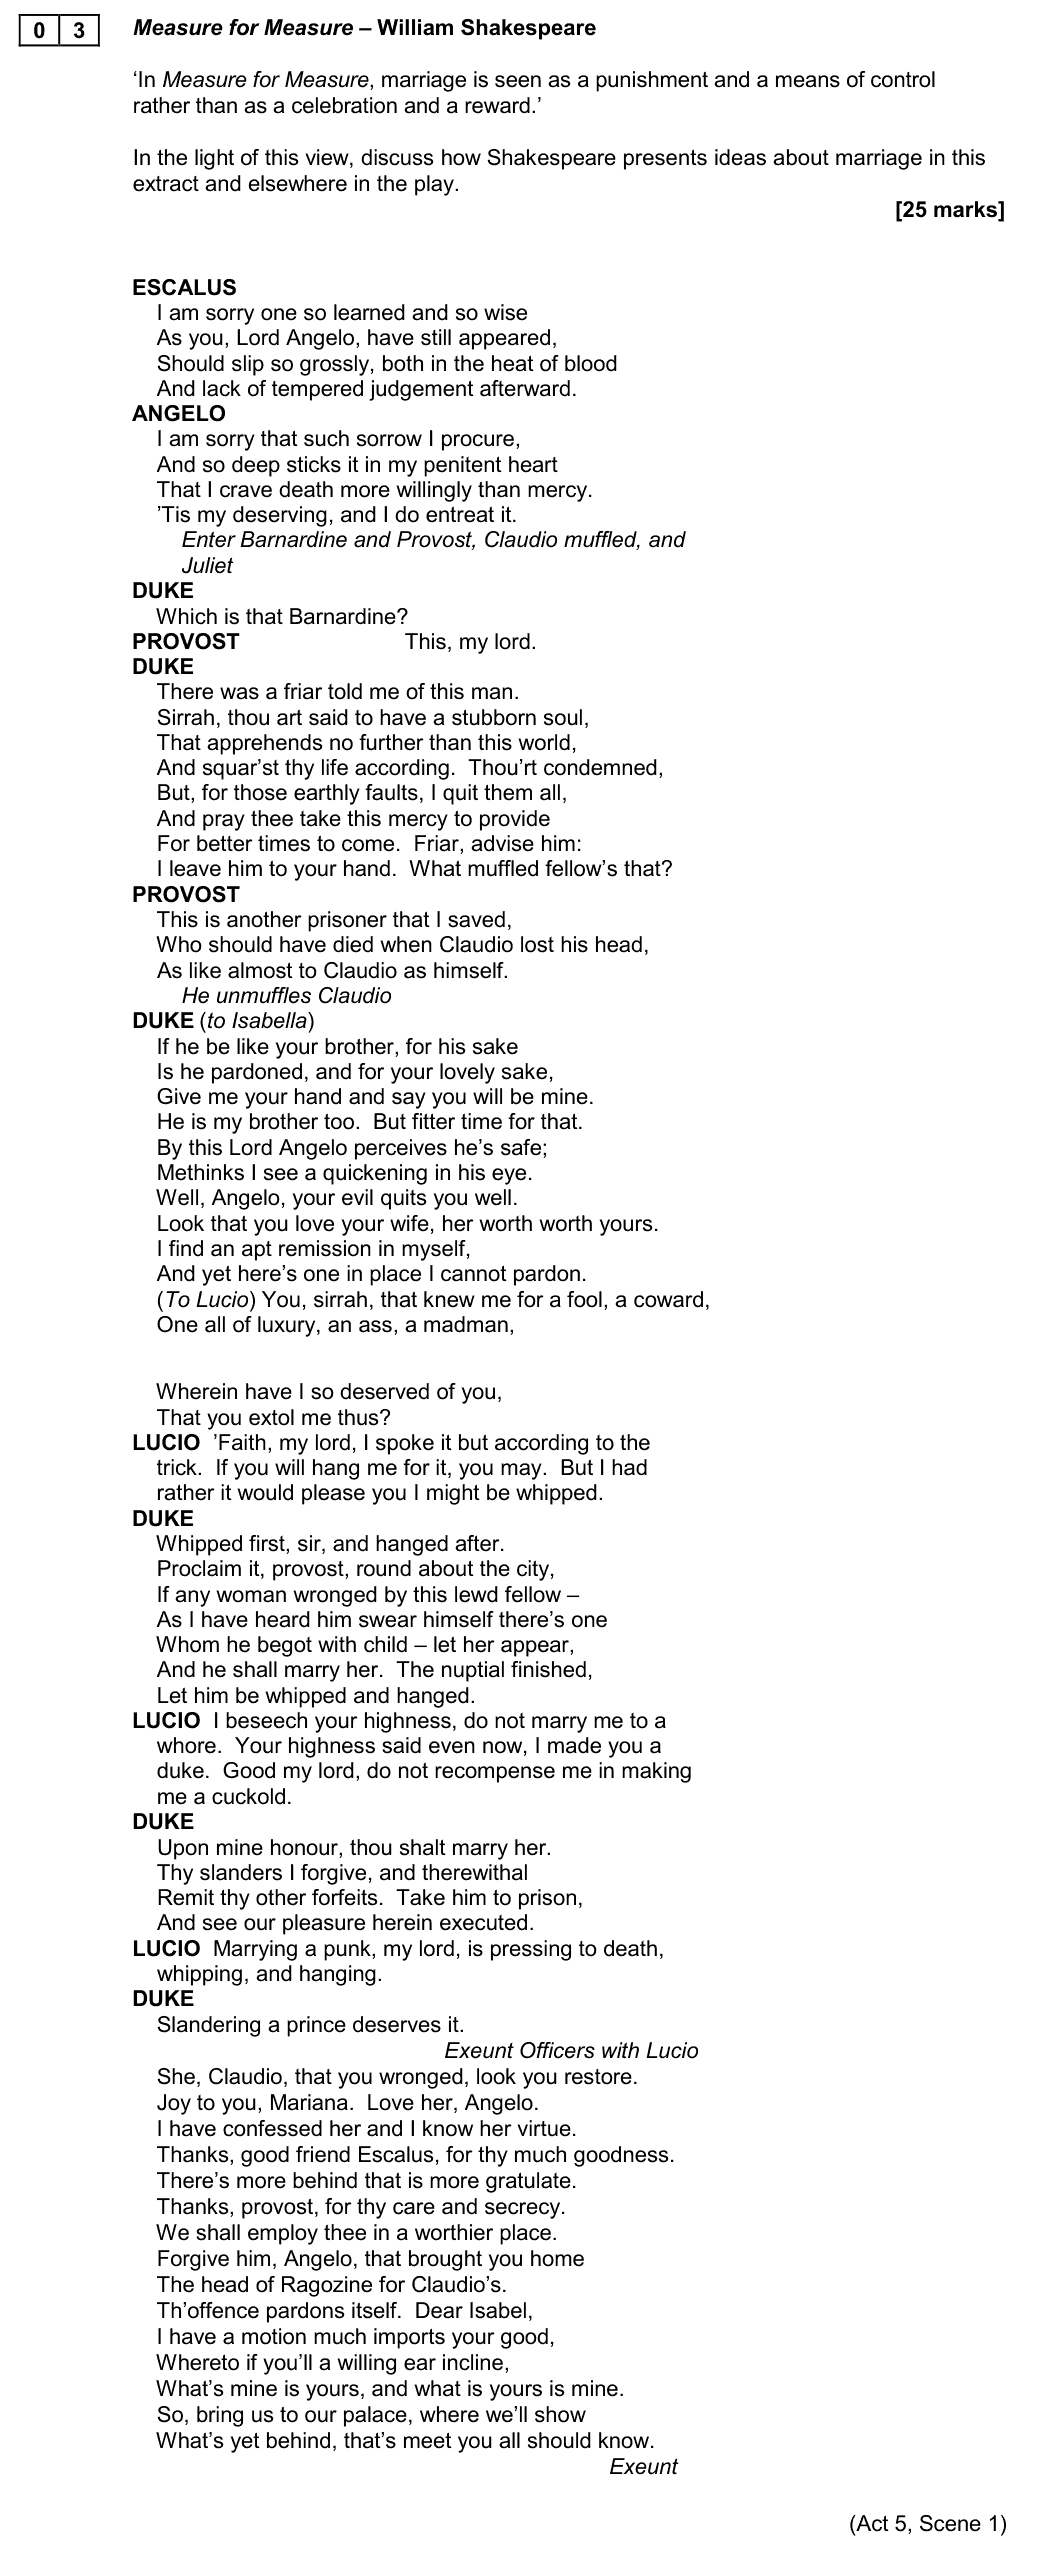 0 3 Measure for Measure – William Shakespeare
‘In Measure for Measure, marriage is seen as a punishment and a means of control
rather than as a celebration and a reward.’
In the light of this view, discuss how Shakespeare presents ideas about marriage in this
extract and elsewhere in the play.
[25 marks]
ESCALUS
I am sorry one so learned and so wise
As you, Lord Angelo, have still appeared,
Should slip so grossly, both in the heat of blood
And lack of tempered judgement afterward.
ANGELO
I am sorry that such sorrow I procure,
And so deep sticks it in my penitent heart
That I crave death more willingly than mercy.
’Tis my deserving, and I do entreat it.
Enter Barnardine and Provost, Claudio muffled, and
Juliet
DUKE
Which is that Barnardine?
PROVOST This, my lord.
DUKE
There was a friar told me of this man.
Sirrah, thou art said to have a stubborn soul,
That apprehends no further than this world,
And squar’st thy life according. Thou’rt condemned,
But, for those earthly faults, I quit them all,
And pray thee take this mercy to provide
For better times to come. Friar, advise him:
I leave him to your hand. What muffled fellow’s that?
PROVOST
This is another prisoner that I saved,
Who should have died when Claudio lost his head,
As like almost to Claudio as himself.
He unmuffles Claudio
DUKE (to Isabella)
If he be like your brother, for his sake
Is he pardoned, and for your lovely sake,
Give me your hand and say you will be mine.
He is my brother too. But fitter time for that.
By this Lord Angelo perceives he’s safe;
Methinks I see a quickening in his eye.
Well, Angelo, your evil quits you well.
Look that you love your wife, her worth worth yours.
I find an apt remission in myself,
And yet here’s one in place I cannot pardon.
(To Lucio) You, sirrah, that knew me for a fool, a coward,
One all of luxury, an ass, a madman,
Wherein have I so deserved of you,
That you extol me thus?
LUCIO ’Faith, my lord, I spoke it but according to the
trick. If you will hang me for it, you may. But I had
rather it would please you I might be whipped.
DUKE
Whipped first, sir, and hanged after.
Proclaim it, provost, round about the city,
If any woman wronged by this lewd fellow –
As I have heard him swear himself there’s one
Whom he begot with child – let her appear,
And he shall marry her. The nuptial finished,
Let him be whipped and hanged.
LUCIO I beseech your highness, do not marry me to a
whore. Your highness said even now, I made you a
duke. Good my lord, do not recompense me in making
me a cuckold.
DUKE
Upon mine honour, thou shalt marry her.
Thy slanders I forgive, and therewithal
Remit thy other forfeits. Take him to prison,
And see our pleasure herein executed.
LUCIO Marrying a punk, my lord, is pressing to death,
whipping, and hanging.
DUKE
Slandering a prince deserves it.
Exeunt Officers with Lucio
She, Claudio, that you wronged, look you restore.
Joy to you, Mariana. Love her, Angelo.
I have confessed her and I know her virtue.
Thanks, good friend Escalus, for thy much goodness.
There’s more behind that is more gratulate.
Thanks, provost, for thy care and secrecy.
We shall employ thee in a worthier place.
Forgive him, Angelo, that brought you home
The head of Ragozine for Claudio’s.
Th’offence pardons itself. Dear Isabel,
I have a motion much imports your good,
Whereto if you’ll a willing ear incline,
What’s mine is yours, and what is yours is mine.
So, bring us to our palace, where we’ll show
What’s yet behind, that’s meet you all should know.
Exeunt
(Act 5, Scene 1)